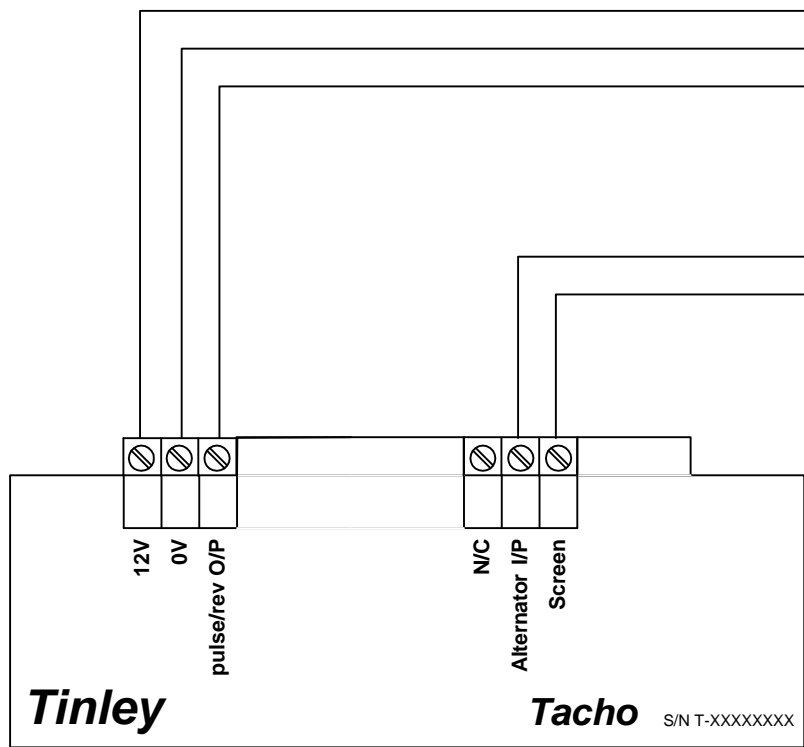 12V
0V
pulse/rev O/P
N/C
Alternator I/P
Screen
Tinley
Tacho
S/N T-XXXXXXXX